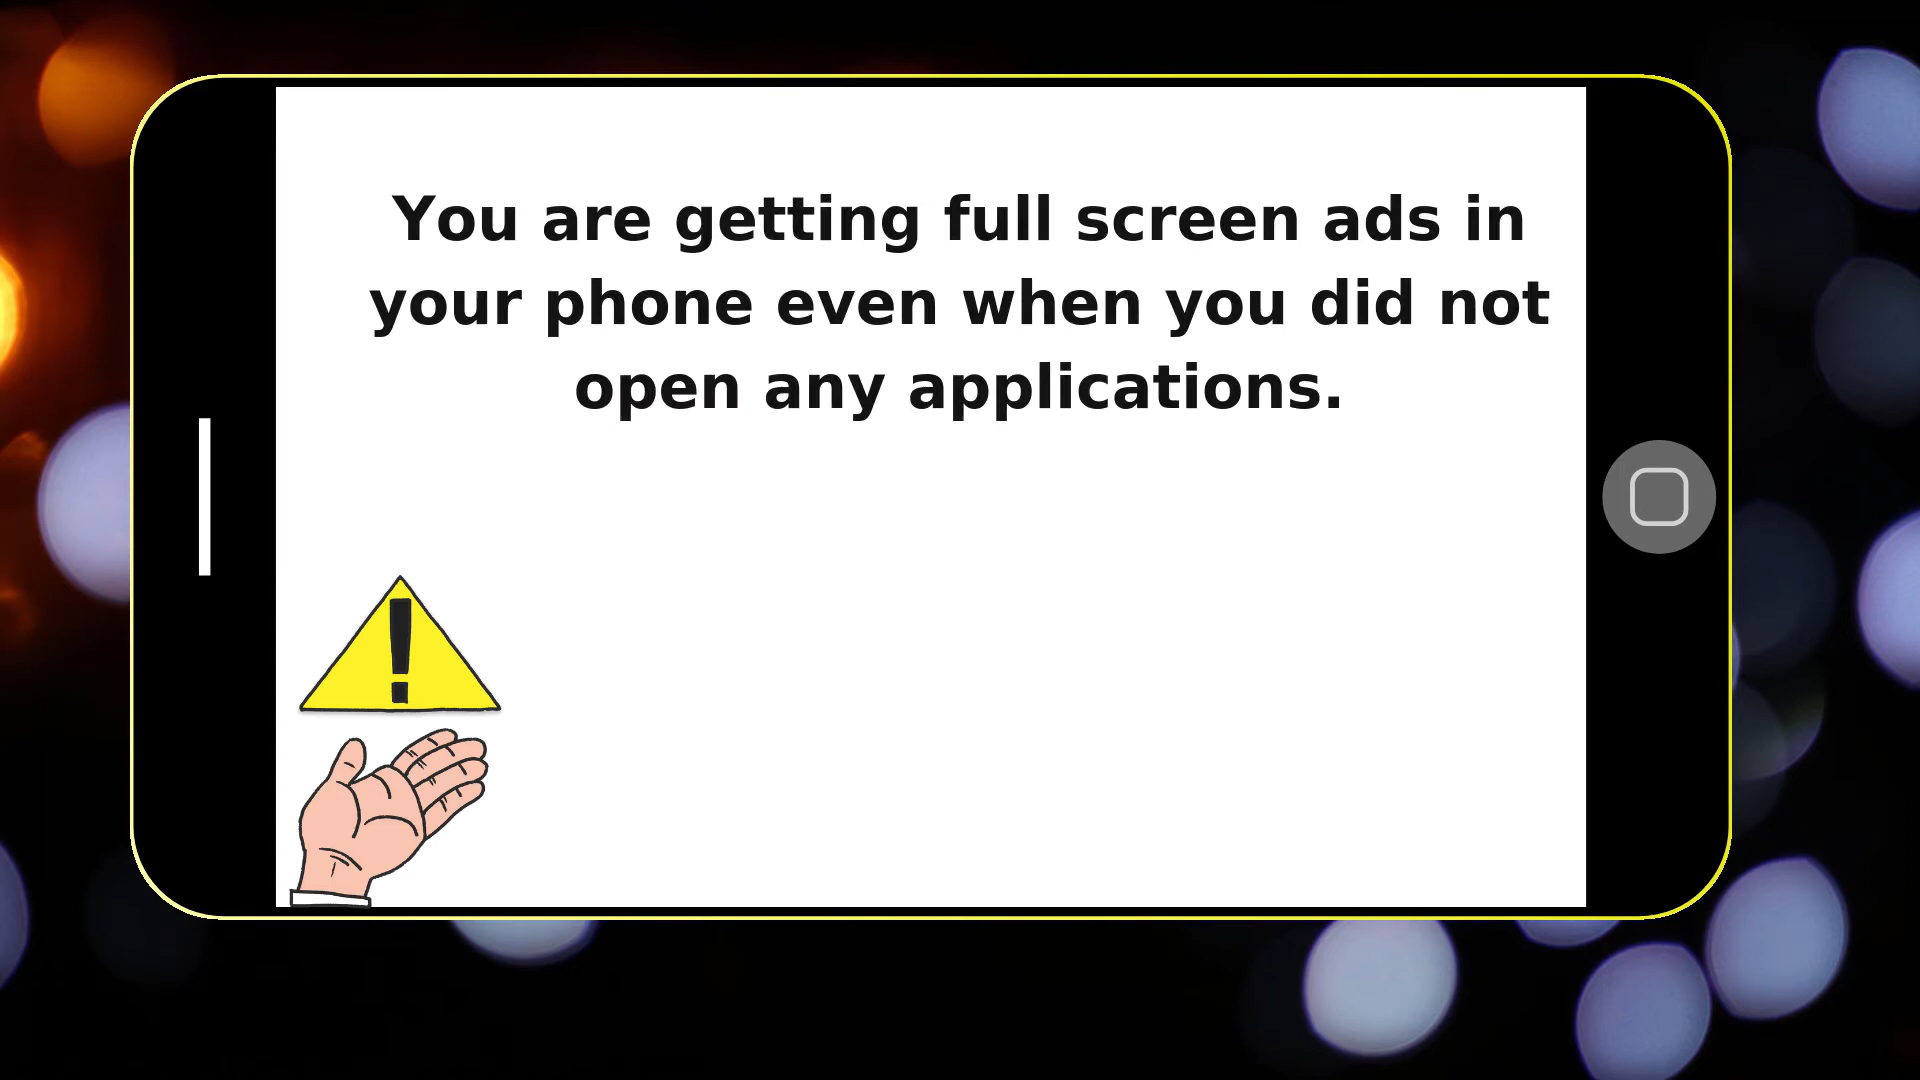 You are getting full screen ads in
your phone even when you did not
open any applications.